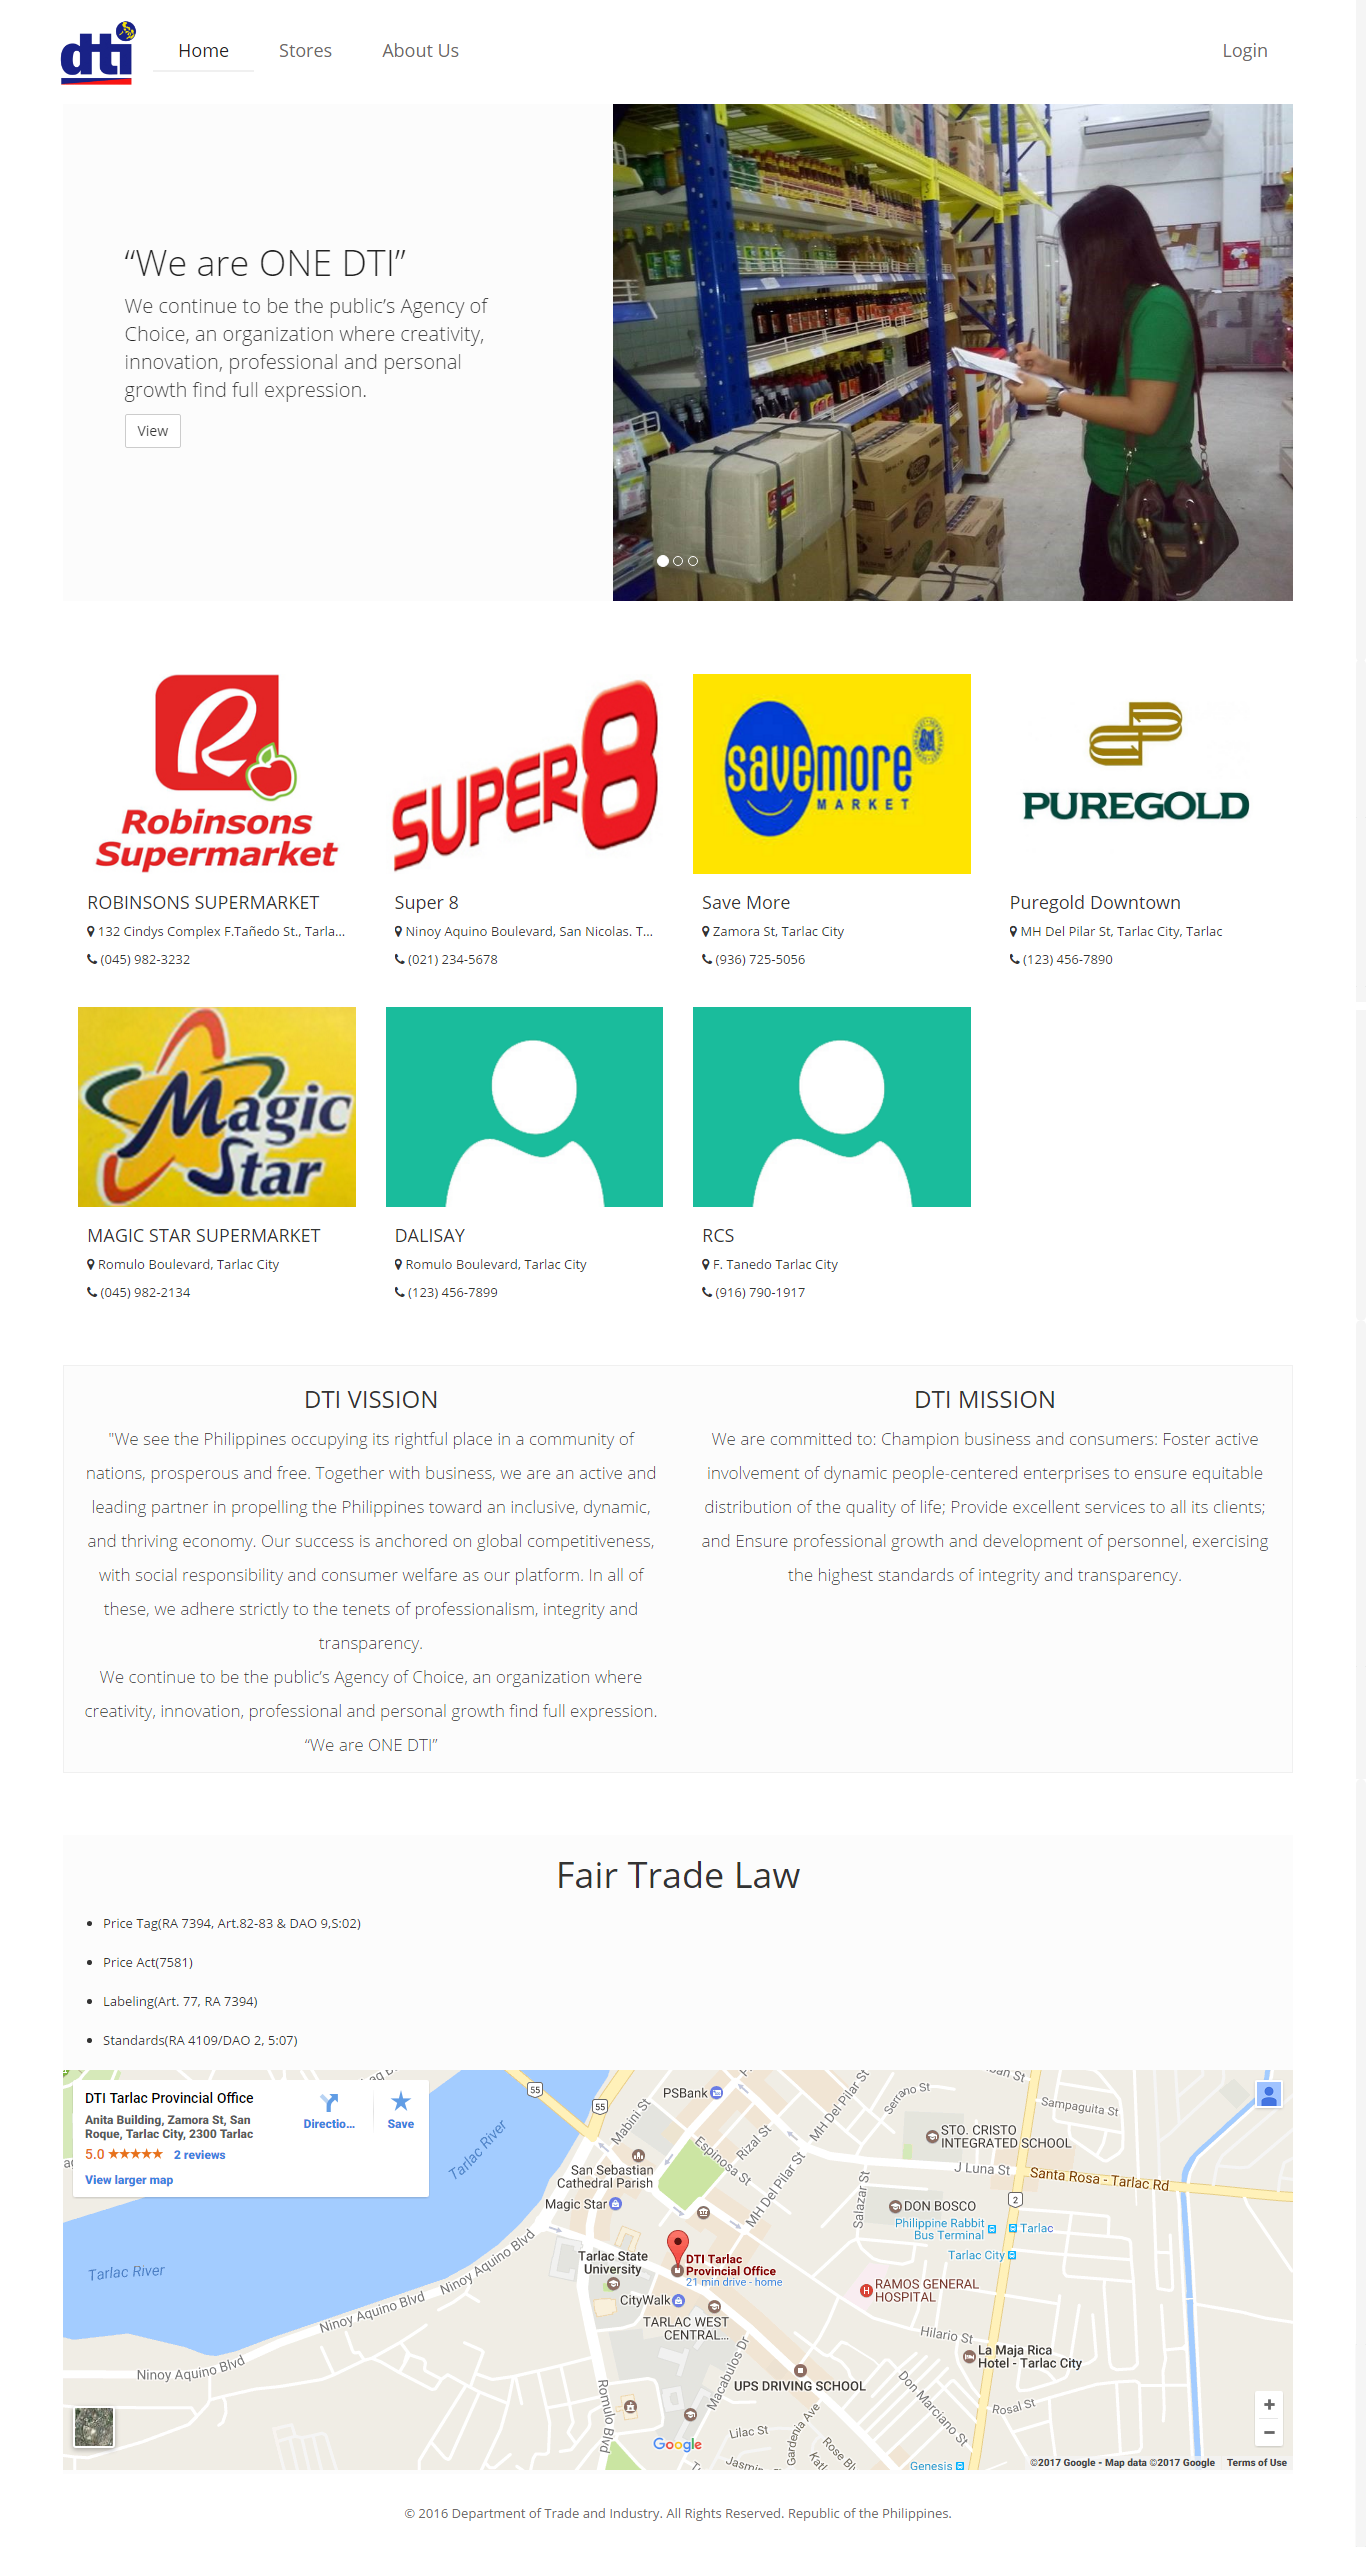 dti
Home
Stores
About Us
Login
“We are ONE DTI”
We continue to be the public’s Agency of
Choice, an organization where creativity,
innovation, professional and personal
growth find full expression.
View
R
Robinsons
Supermarket
SUPER8
savemore
MARKET
PUREGOLD
ROBINSONS SUPERMARKET
132 Cindys Complex F.Tañedo St., Tarla...
(045) 982-3232
Super 8
Ninoy Aquino Boulevard, San Nicolas. T...
(021) 234-5678
Save More
Zamora St, Tarlac City
(936) 725-5056
Puregold Downtown
MH Del Pilar St, Tarlac City, Tarlac
(123) 456-7890
Magic
Star
MAGIC STAR SUPERMARKET
Romulo Boulevard, Tarlac City
(045) 982-2134
DALISAY
Romulo Boulevard, Tarlac City
(123) 456-7899
RCS
F. Tanedo Tarlac City
(916) 790-1917
DTI VISSION
"We see the Philippines occupying its rightful place in a community of
nations, prosperous and free. Together with business, we are an active and
leading partner in propelling the Philippines toward an inclusive, dynamic,
and thriving economy. Our success is anchored on global competitiveness,
with social responsibility and consumer welfare as our platform. In all of
these, we adhere strictly to the tenets of professionalism, integrity and
transparency.
We continue to be the public’s Agency of Choice, an organization where
creativity, innovation, professional and personal growth find full expression.
“We are ONE DTI”
DTI MISSION
We are committed to: Champion business and consumers: Foster active
involvement of dynamic people-centered enterprises to ensure equitable
distribution of the quality of life; Provide excellent services to all its clients;
and Ensure professional growth and development of personnel, exercising
the highest standards of integrity and transparency.
Fair Trade Law
Price Tag(RA 7394, Art.82-83 & DAO 9,S:02)
Price Act(7581)
Labeling(Art. 77, RA 7394)
Standards(RA 4109/DAO 2, 5:07)
DTI Tarlac Provincial Office
Anita Building, Zamora St, San
Roque, Tarlac City, 2300 Tarlac
5.0 ★★★★★ 2 reviews
View larger map
Directio...
Save
55
55
PSBank
Mabini St
Espinosa St
Rizal St
MH Del Pilar St
MH Del Pilar St
Serrano St
Sampaguita St
STO. CRISTO
INTEGRATED SCHOOL
J Luna St
Santa Rosa - Tarlac Rd
Tarlac River
San Sebastian
Cathedral Parish
Magic Star
Salazar St
DON BOSCO
2
Philippine Rabbit
Bus Terminal
Tarlac
Tarlac City
Tarlac River
Ninoy Aquino Blvd
Tarlac State
University
DTI Tarlac
Provincial Office
21 min drive - home
RAMOS GENERAL
HOSPITAL
CityWalk
Ninoy Aquino Blvd
TARLAC WEST
CENTRAL...
Hilario St
La Maja Rica
Hotel - Tarlac City
Ninoy Aquino Blvd
Macabulos Dr
UPS DRIVING SCHOOL
Romulo Blvd
Don Marciano St
Rosal St
Lilac St
Gardenia Ave
Rose Bl
Google
Genesis
©2017 Google - Map data ©2017 Google
Terms of Use
© 2016 Department of Trade and Industry. All Rights Reserved. Republic of the Philippines.